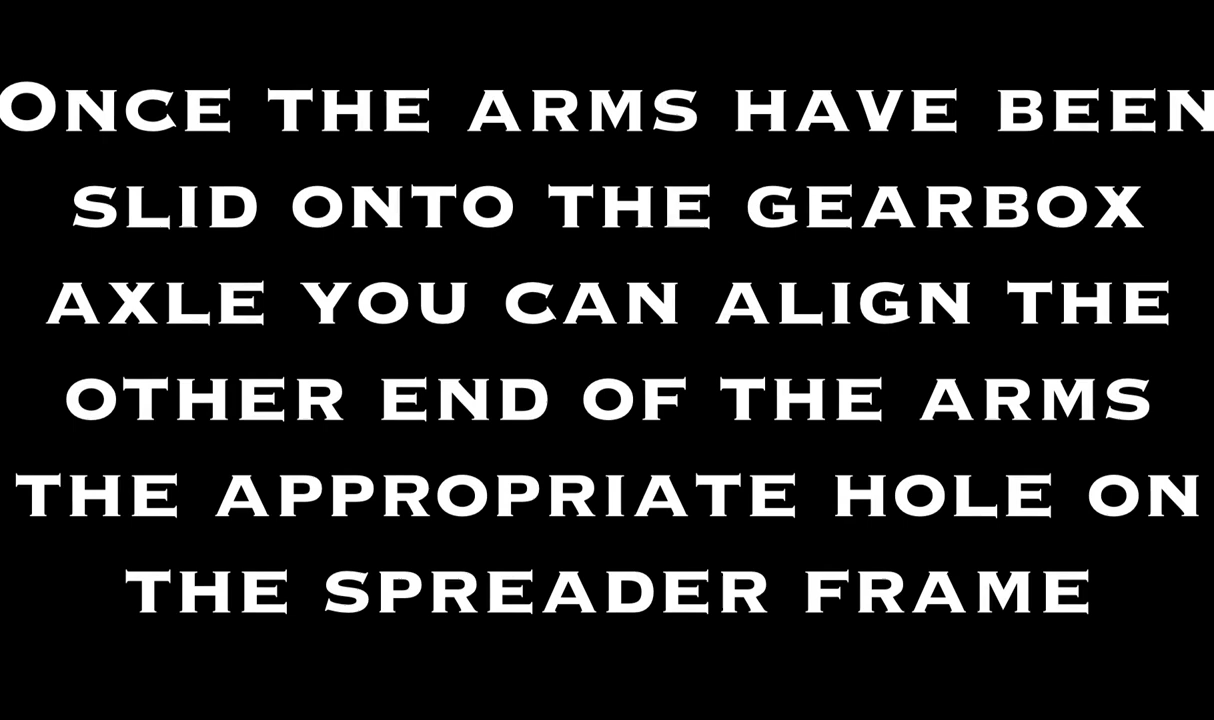 Once the arms have been
slid onto the gearbox
axle you can align the
other end of the arms
the appropriate hole on
the spreader frame